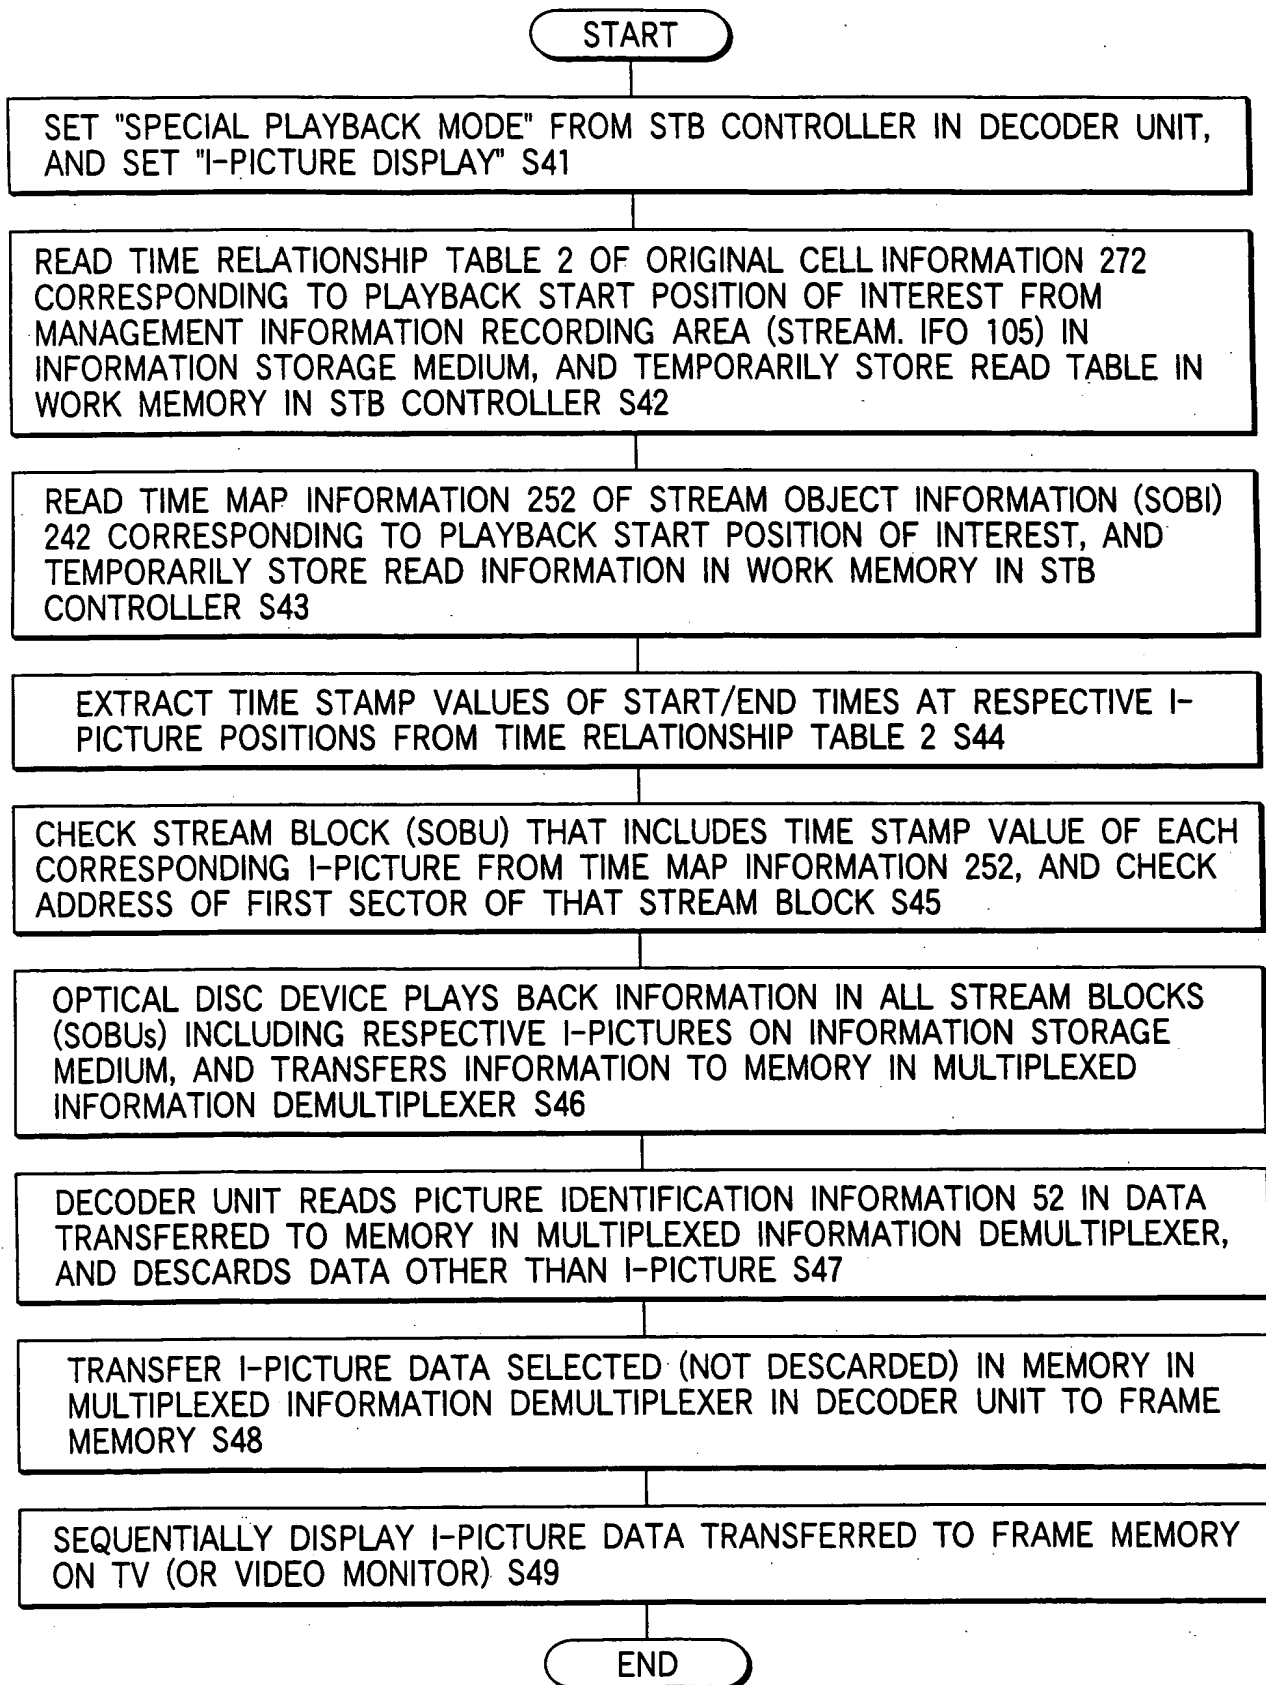 START
SET "SPECIAL PLAYBACK MODE" FROM STB CONTROLLER IN DECODER UNIT,
AND SET "I-PICTURE DISPLAY" S41
READ TIME RELATIONSHIP TABLE 2 OF ORIGINAL CELL INFORMATION 272
CORRESPONDING TO PLAYBACK START POSITION OF INTEREST FROM
MANAGEMENT INFORMATION RECORDING AREA (STREAM. IFO 105) IN
INFORMATION STORAGE MEDIUM, AND TEMPORARILY STORE READ TABLE IN
WORK MEMORY IN STB CONTROLLER S42
READ TIME MAP INFORMATION 252 OF STREAM OBJECT INFORMATION (SOBI)
242 CORRESPONDING TO PLAYBACK START POSITION OF INTEREST, AND
TEMPORARILY STORE READ INFORMATION IN WORK MEMORY IN STB
CONTROLLER S43
EXTRACT TIME STAMP VALUES OF START/END TIMES AT RESPECTIVE I-
PICTURE POSITIONS FROM TIME RELATIONSHIP TABLE 2 S44
CHECK STREAM BLOCK (SOBU) THAT INCLUDES TIME STAMP VALUE OF EACH
CORRESPONDING I-PICTURE FROM TIME MAP INFORMATION 252, AND CHECK
ADDRESS OF FIRST SECTOR OF THAT STREAM BLOCK S45
OPTICAL DISC DEVICE PLAYS BACK INFORMATION IN ALL STREAM BLOCKS
(SOBUs) INCLUDING RESPECTIVE I-PICTURES ON INFORMATION STORAGE
MEDIUM, AND TRANSFERS INFORMATION TO MEMORY IN MULTIPLEXED
INFORMATION DEMULTIPLEXER S46
DECODER UNIT READS PICTURE IDENTIFICATION INFORMATION 52 IN DATA
TRANSFERRED TO MEMORY IN MULTIPLEXED INFORMATION DEMULTIPLEXER,
AND DESCARDS DATA OTHER THAN I-PICTURE S47
TRANSFER I-PICTURE DATA SELECTED (NOT DESCARDED) IN MEMORY IN
MULTIPLEXED INFORMATION DEMULTIPLEXER IN DECODER UNIT TO FRAME
MEMORY S48
SEQUENTIALLY DISPLAY I-PICTURE DATA TRANSFERRED TO FRAME MEMORY
ON TV (OR VIDEO MONITOR) S49
END